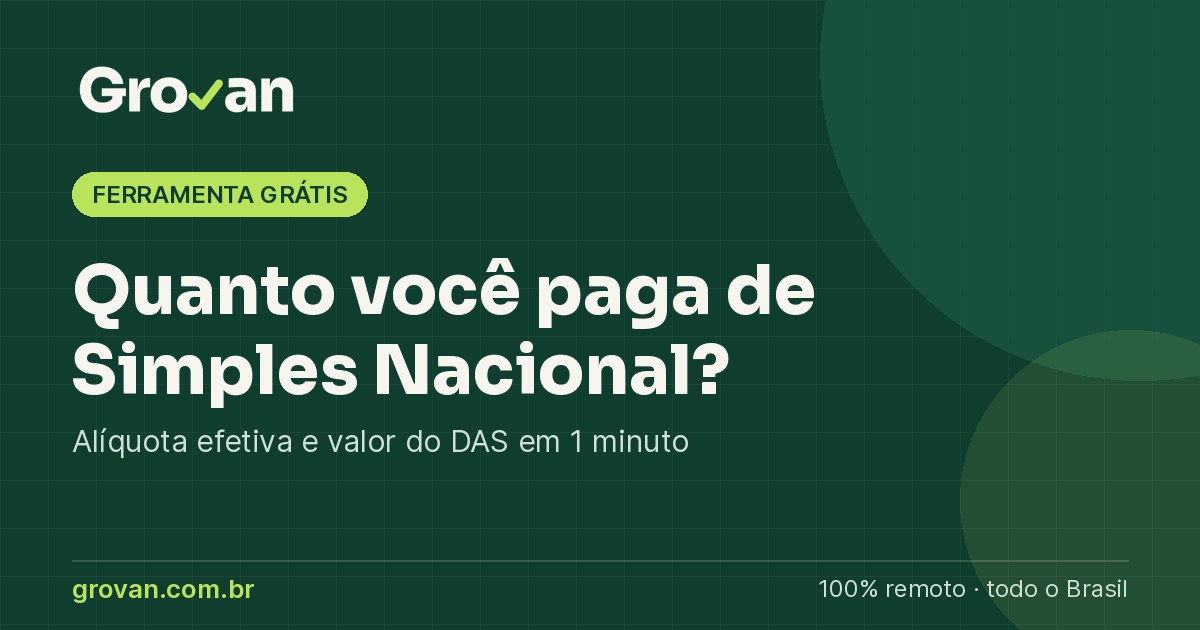 Grovan
FERRAMENTA GRÁTIS
Quanto você paga de
Simples Nacional?
Alíquota efetiva e valor do DAS em 1 minuto
grovan.com.br
100% remoto · todo o Brasil